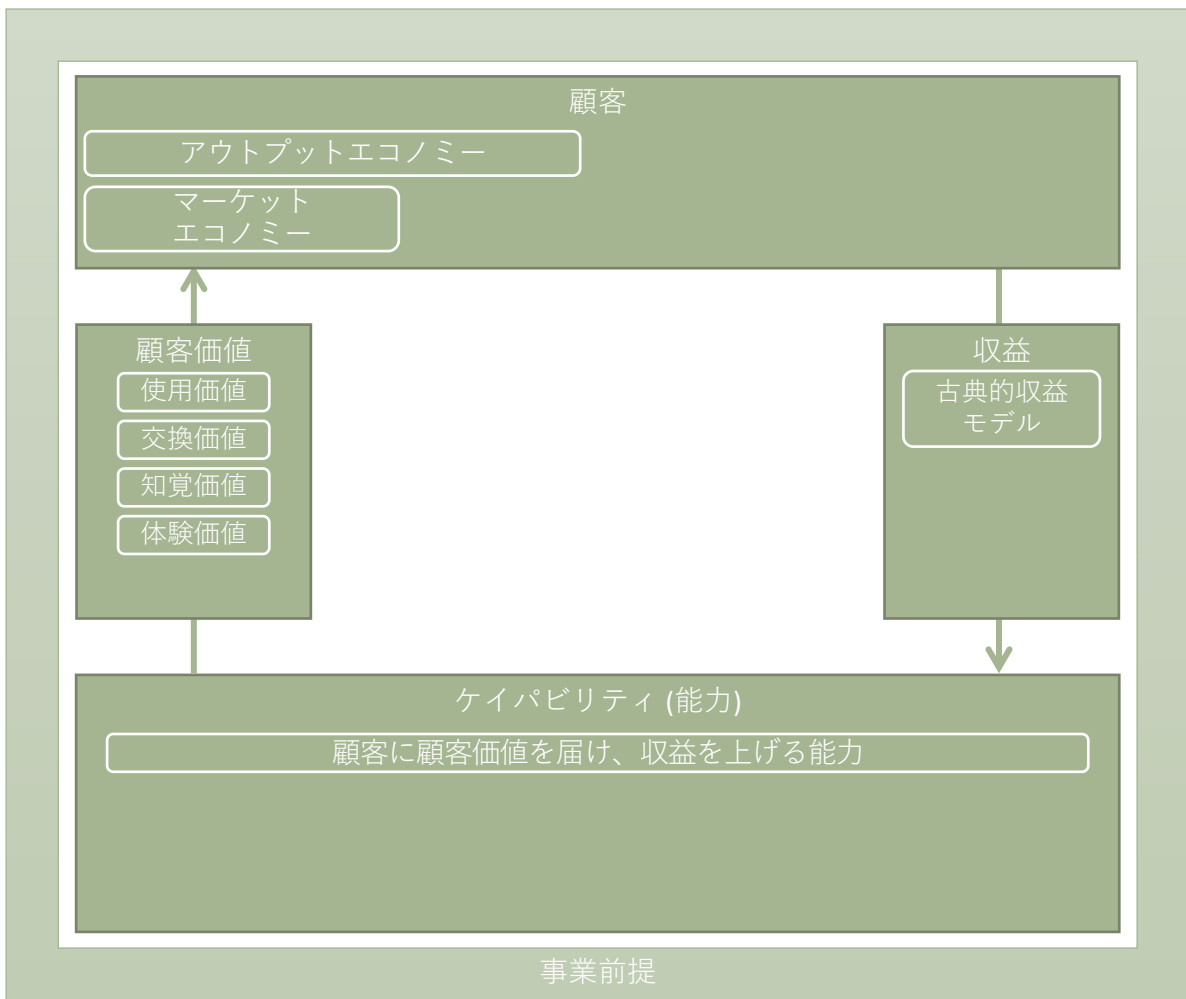 顧客
アウトプットエコノミー
マーケット
エコノミー
顧客価値
使用価値
交換価値
知覚価値
体験価値
収益
古典的収益
モデル
ケイパビリティ (能力)
顧客に顧客価値を届け、収益を上げる能力
事業前提